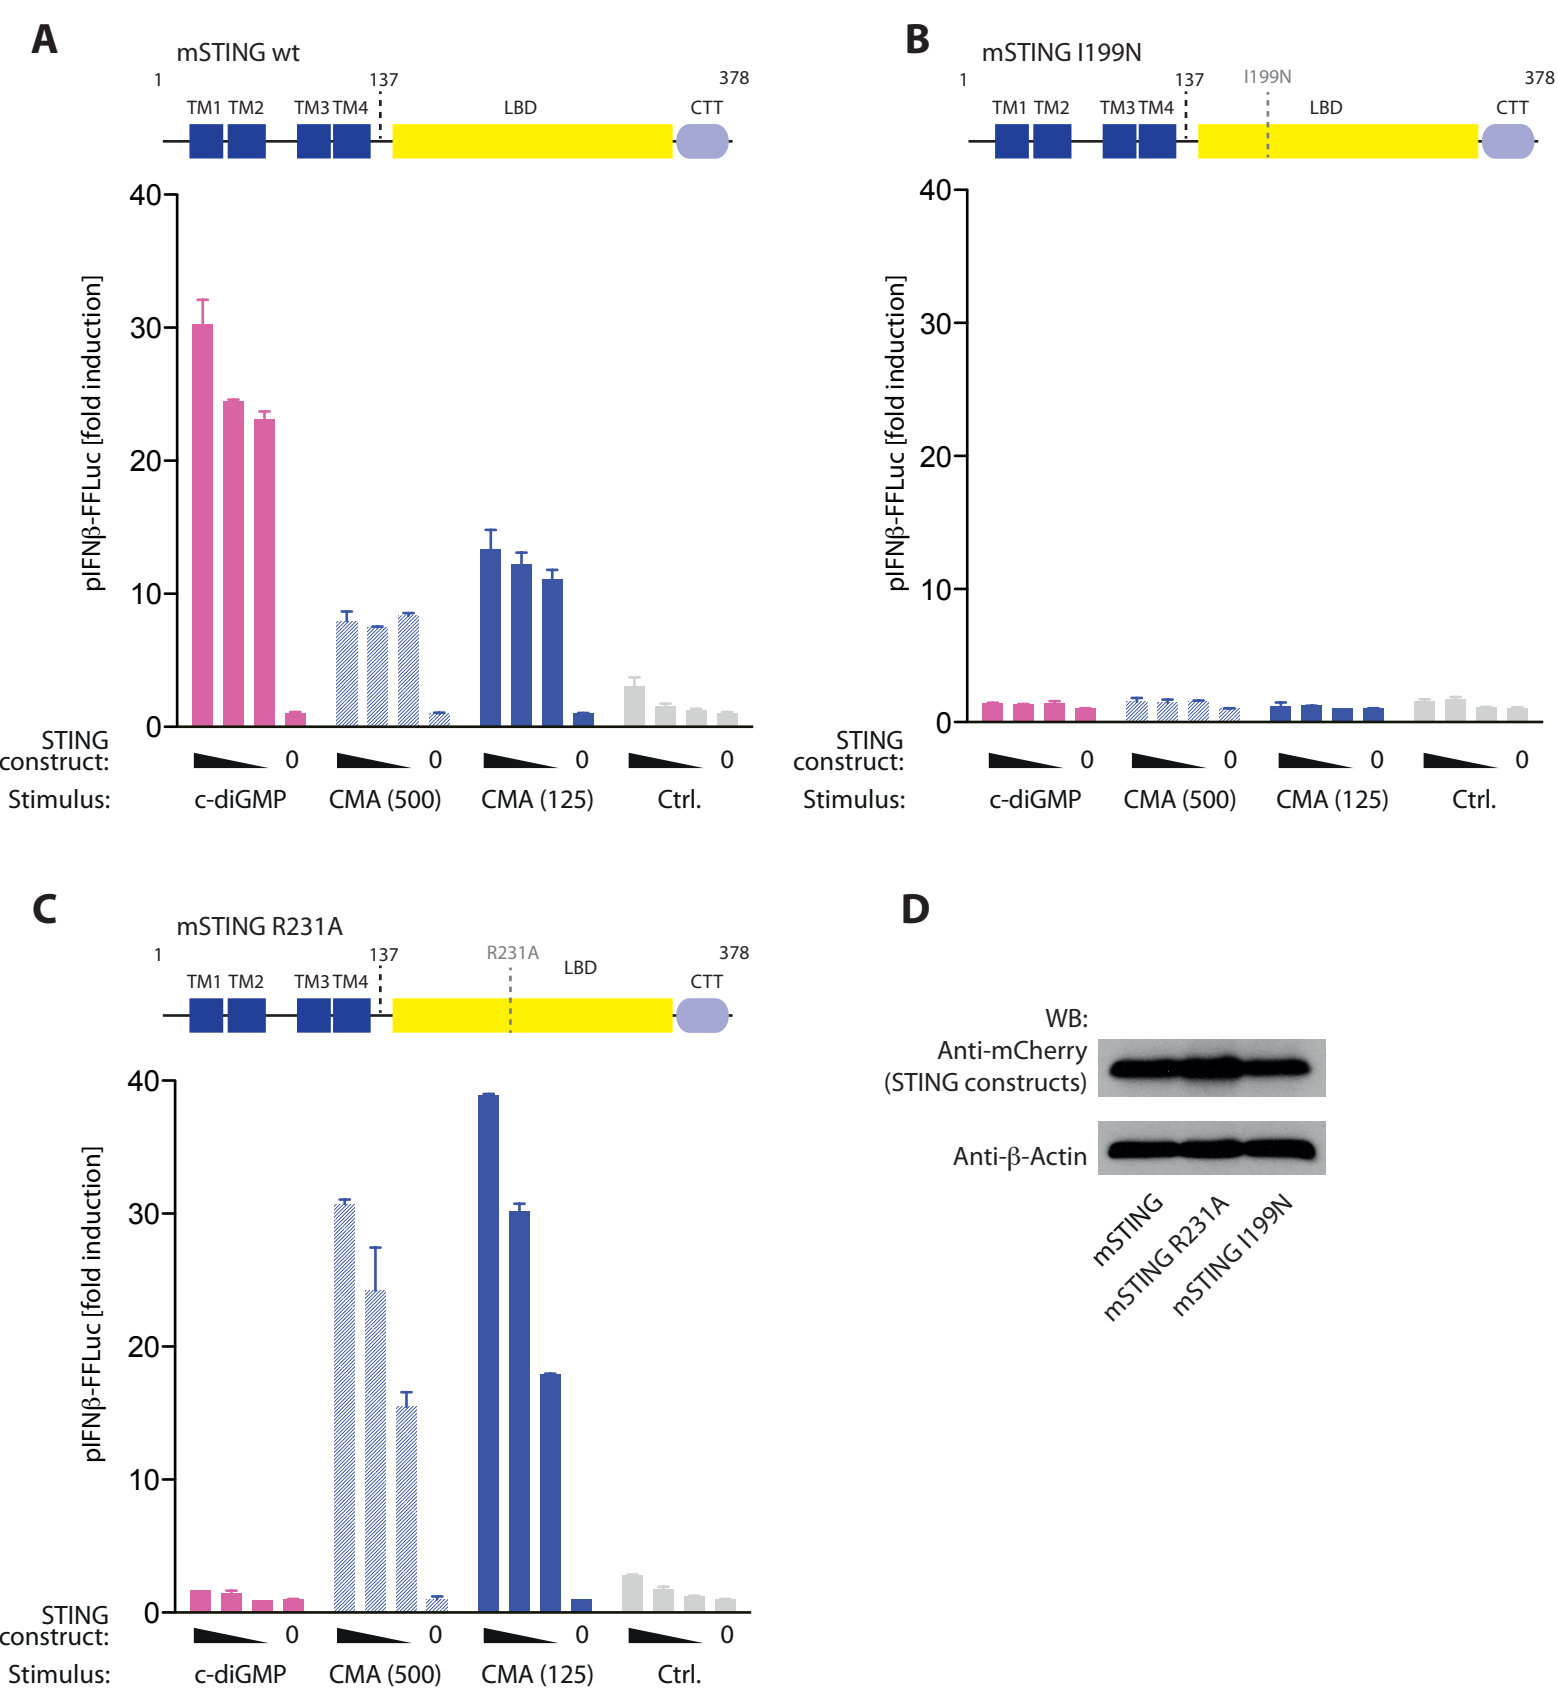 A
mSTING wt
1 137 378
TM1 TM2 TM3 TM4 LBD CTT
pIFNβ-FFLuc [fold induction]
40
30
20
10
0
STING
construct: 0 0 0 0
Stimulus: c-diGMP CMA (500) CMA (125) Ctrl.
B
mSTING I199N
1 137 I199N 378
TM1 TM2 TM3 TM4 LBD CTT
pIFNβ-FFLuc [fold induction]
40
30
20
10
0
STING
construct: 0 0 0 0
Stimulus: c-diGMP CMA (500) CMA (125) Ctrl.
C
mSTING R231A
1 137 R231A 378
TM1 TM2 TM3 TM4 LBD CTT
pIFNβ-FFLuc [fold induction]
40
30
20
10
0
STING
construct: 0 0 0 0
Stimulus: c-diGMP CMA (500) CMA (125) Ctrl.
D
WB:
Anti-mCherry
(STING constructs)
Anti-β-Actin
mSTING
mSTING R231A
mSTING I199N